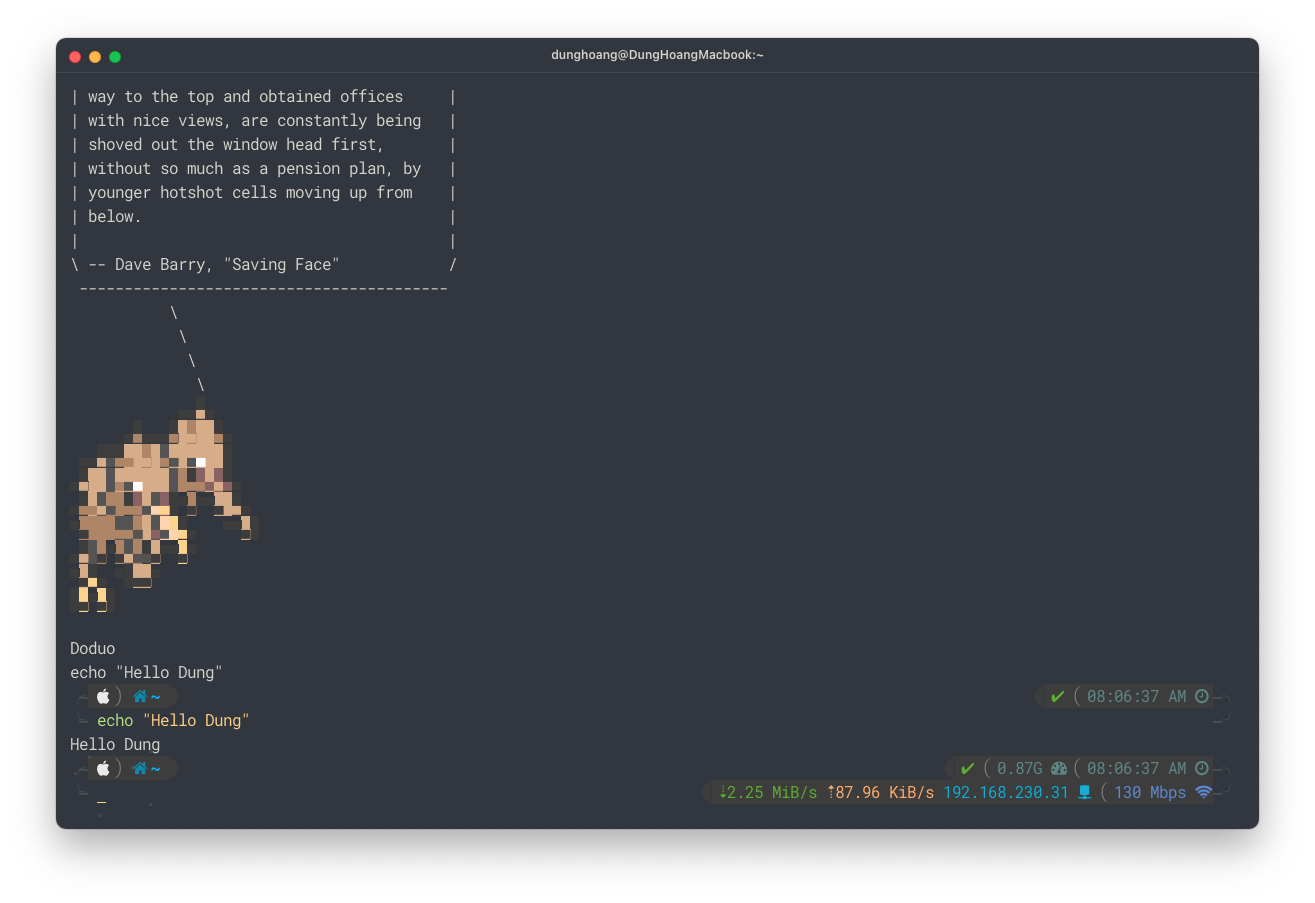 dunghoang@DungHoangMacbook:~
| way to the top and obtained offices |
| with nice views, are constantly being |
| shoved out the window head first, |
| without so much as a pension plan, by |
| younger hotshot cells moving up from |
| below. |
| |
\ -- Dave Barry, "Saving Face" /
-----------------------------------------
\
\
\
\
Doduo
echo "Hello Dung"
~ ✔ ( 08:06:37 AM
echo "Hello Dung"
Hello Dung
~ ✔ ( 0.87G ( 08:06:37 AM
_ ⇣2.25 MiB/s ⇡87.96 KiB/s 192.168.230.31 ( 130 Mbps